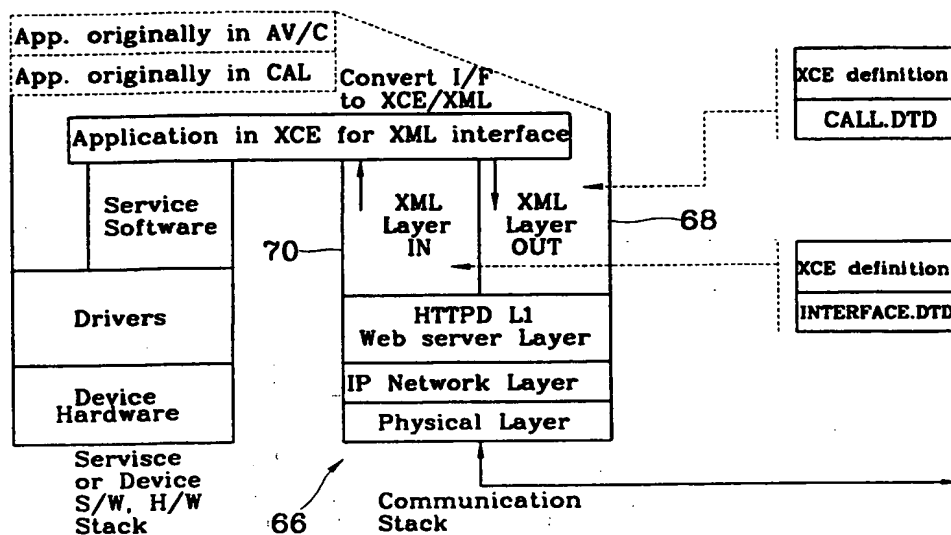 App. originally in AV/C
App. originally in CAL
Convert I/F
to XCE/XML
Application in XCE for XML interface
Service
Software
Drivers
Device
Hardware
Servisce
or Device
S/W, H/W
Stack
XML
Layer
IN
XML
Layer
OUT
70
68
HTTPD L1
Web server Layer
IP Network Layer
Physical Layer
66
Communication
Stack
XCE definition
CALL.DTD
XCE definition
INTERFACE.DTD